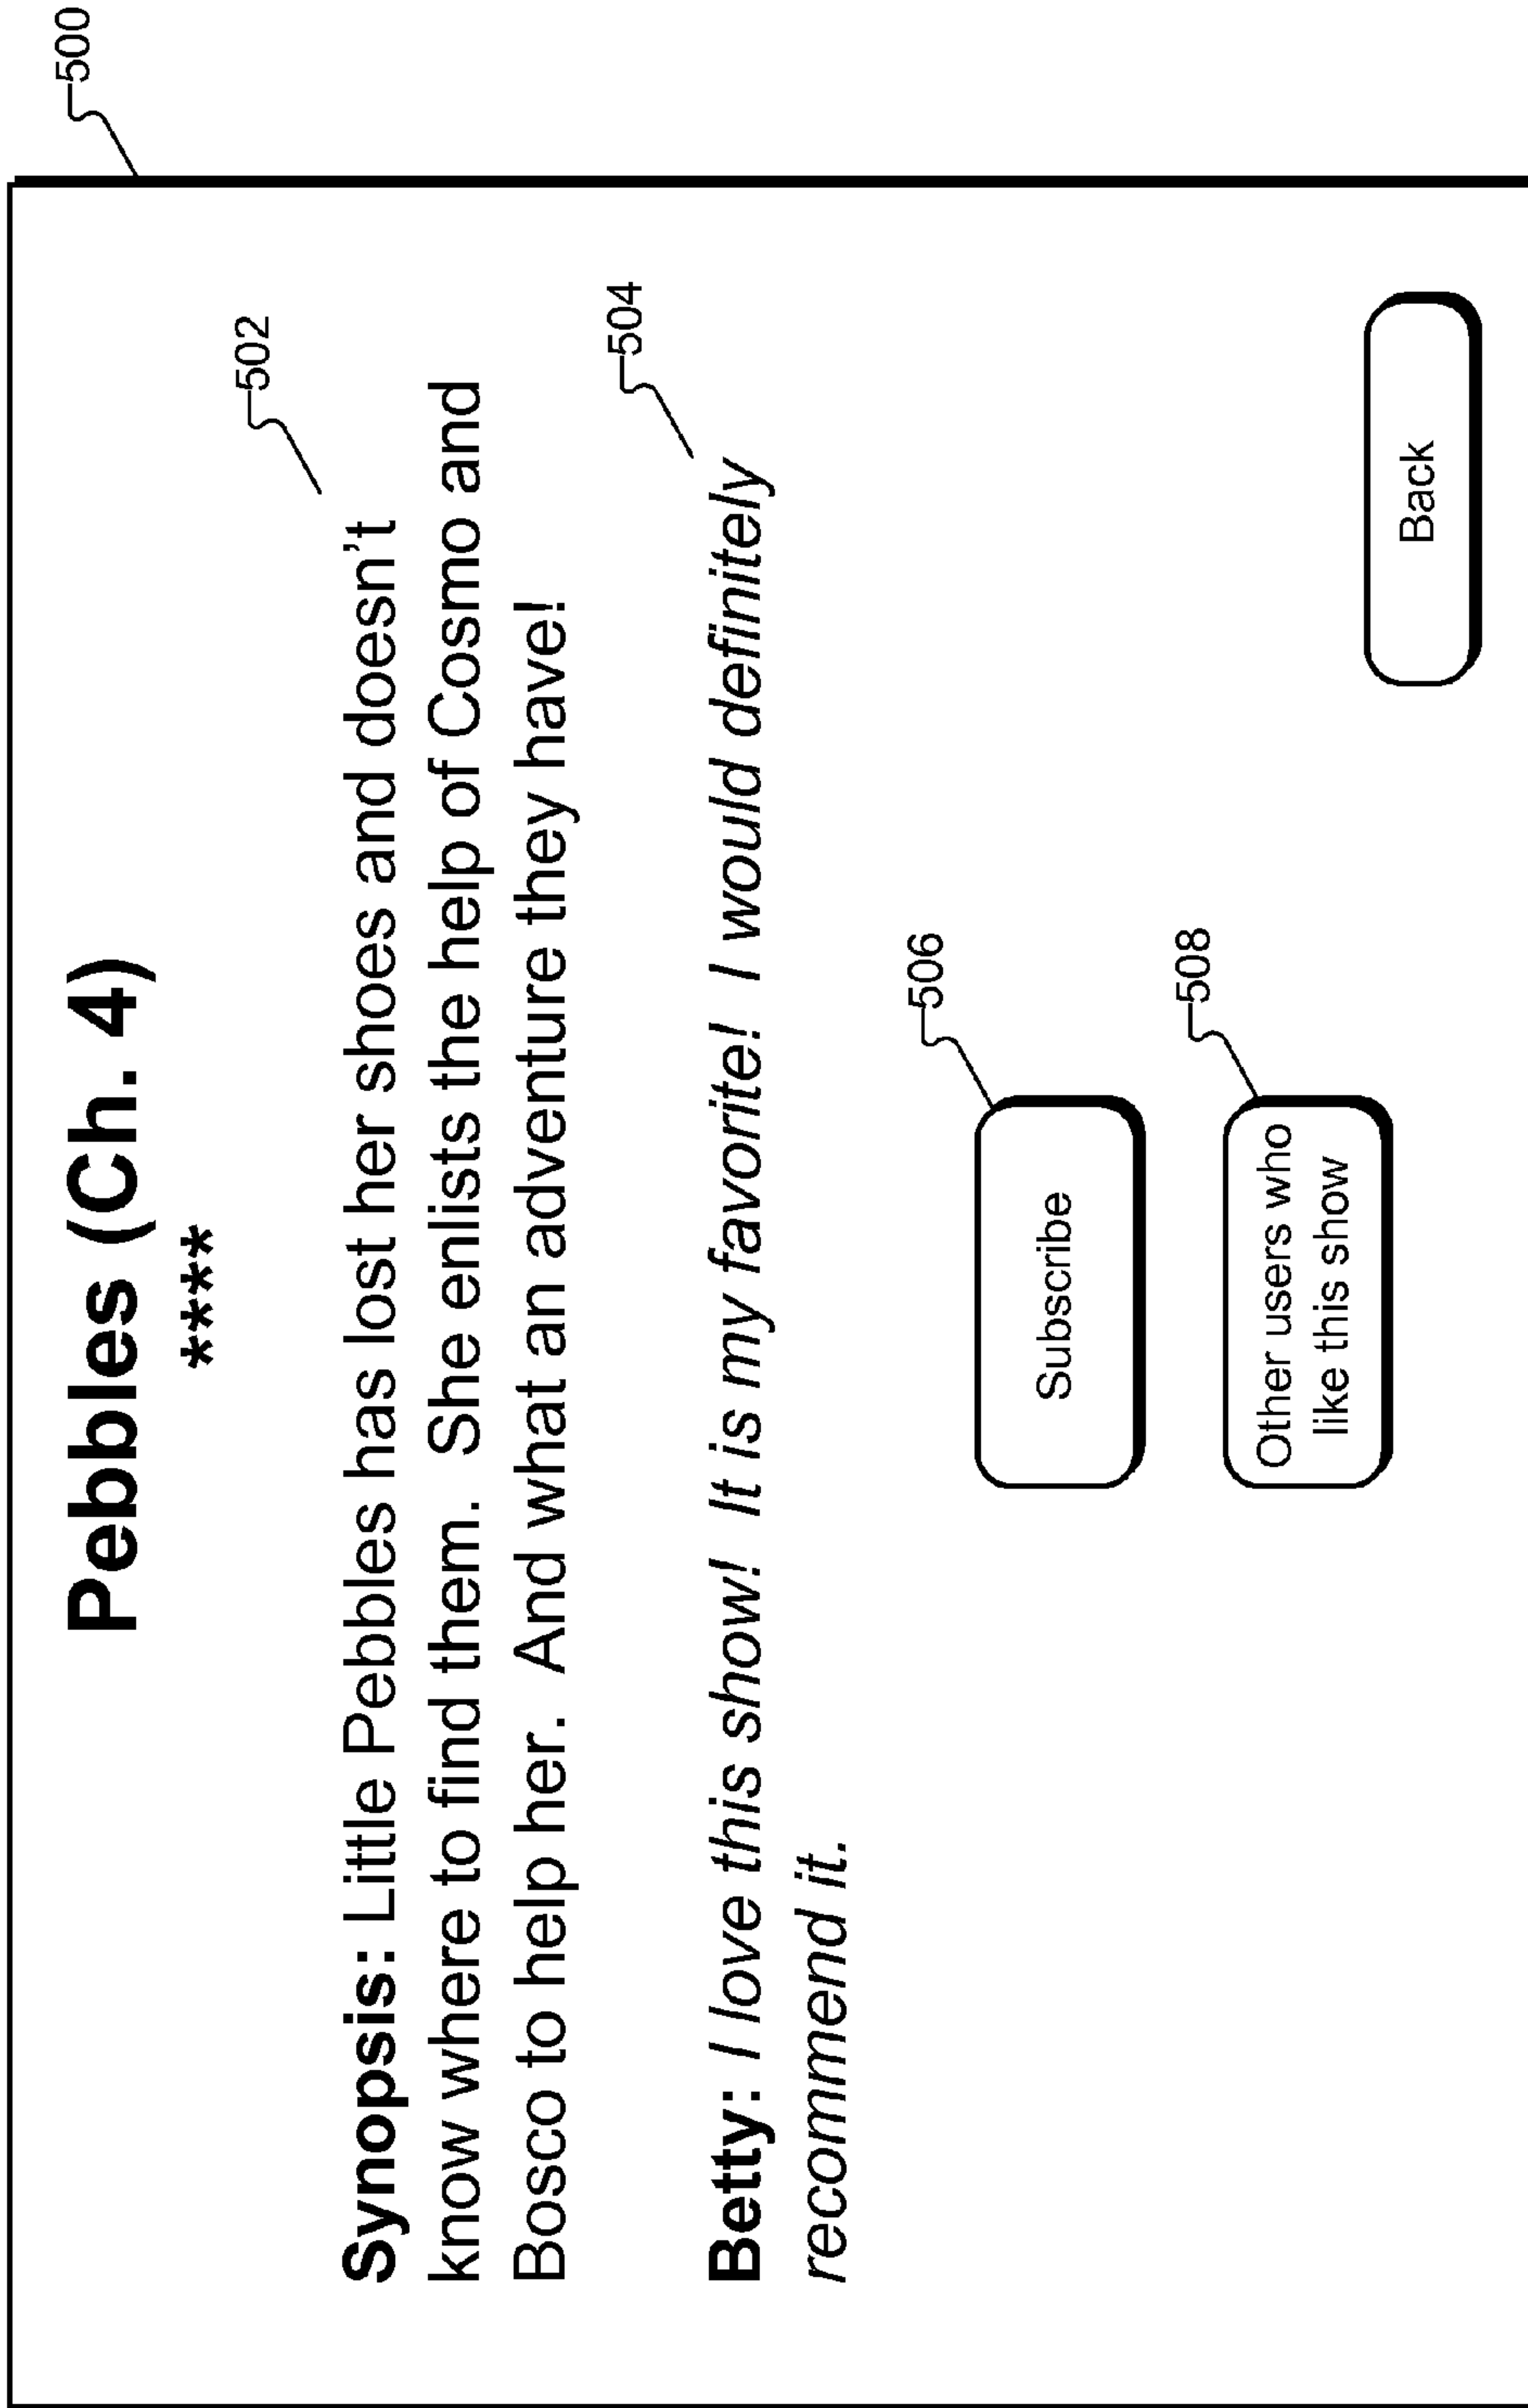 500
Pebbles (Ch. 4)
****
502
Synopsis: Little Pebbles has lost her shoes and doesn't
know where to find them.  She enlists the help of Cosmo and
Bosco to help her.  And what an adventure they have!
504
Betty: I love this show!  It is my favorite!  I would definitely
recommend it.
506
Subscribe
508
Other users who
like this show
Back